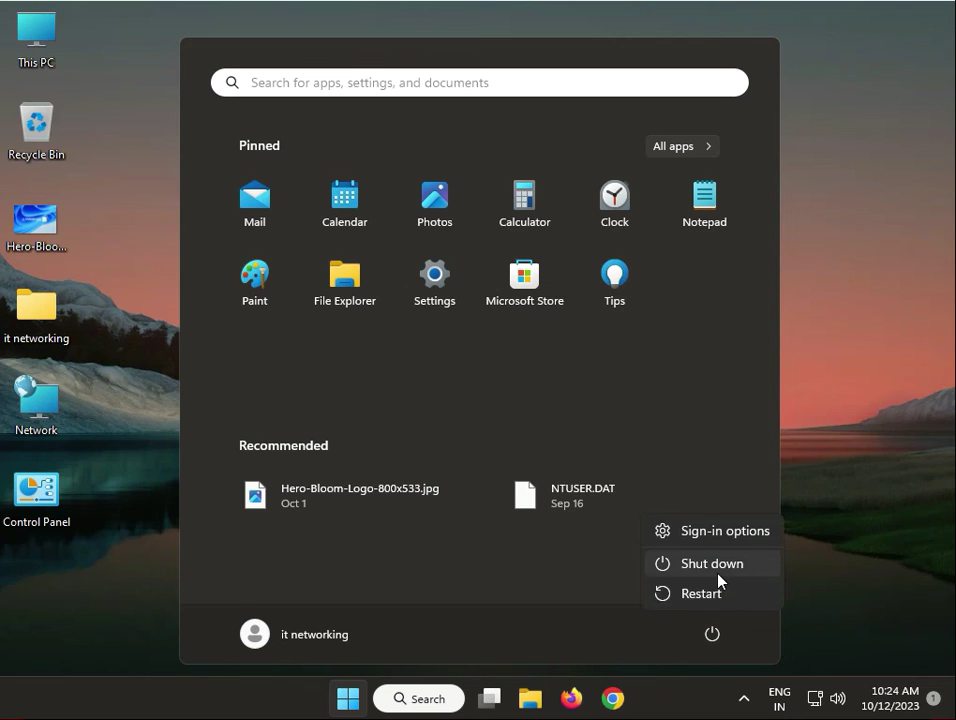 This PC
Recycle Bin
Hero-Bloo...
it networking
Network
Control Panel
Search for apps, settings, and documents
Pinned
All apps
Mail
Calendar
Photos
Calculator
Clock
Notepad
Paint
File Explorer
Settings
Microsoft Store
Tips
Recommended
Hero-Bloom-Logo-800x533.jpg
Oct 1
NTUSER.DAT
Sep 16
Sign-in options
Shut down
Restart
it networking
Search
ENG
IN
10:24 AM
10/12/2023
1